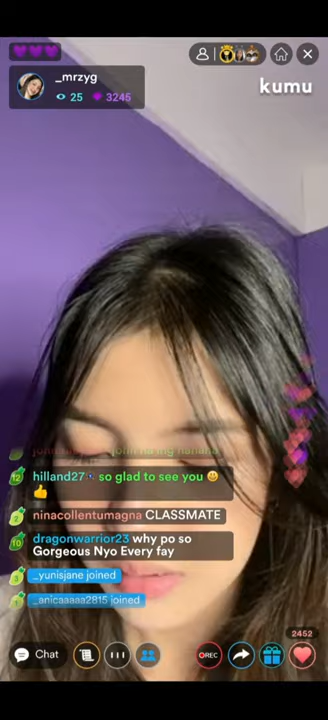 _mrzyg
25 3245
kumu
hilland27 so glad to see you 😃
👍
ninacollentumagna CLASSMATE
dragonwarrior23 why po so
Gorgeous Nyo Every fay
_yunisjane joined
_anicaaaaa2815 joined
2452
Chat
REC